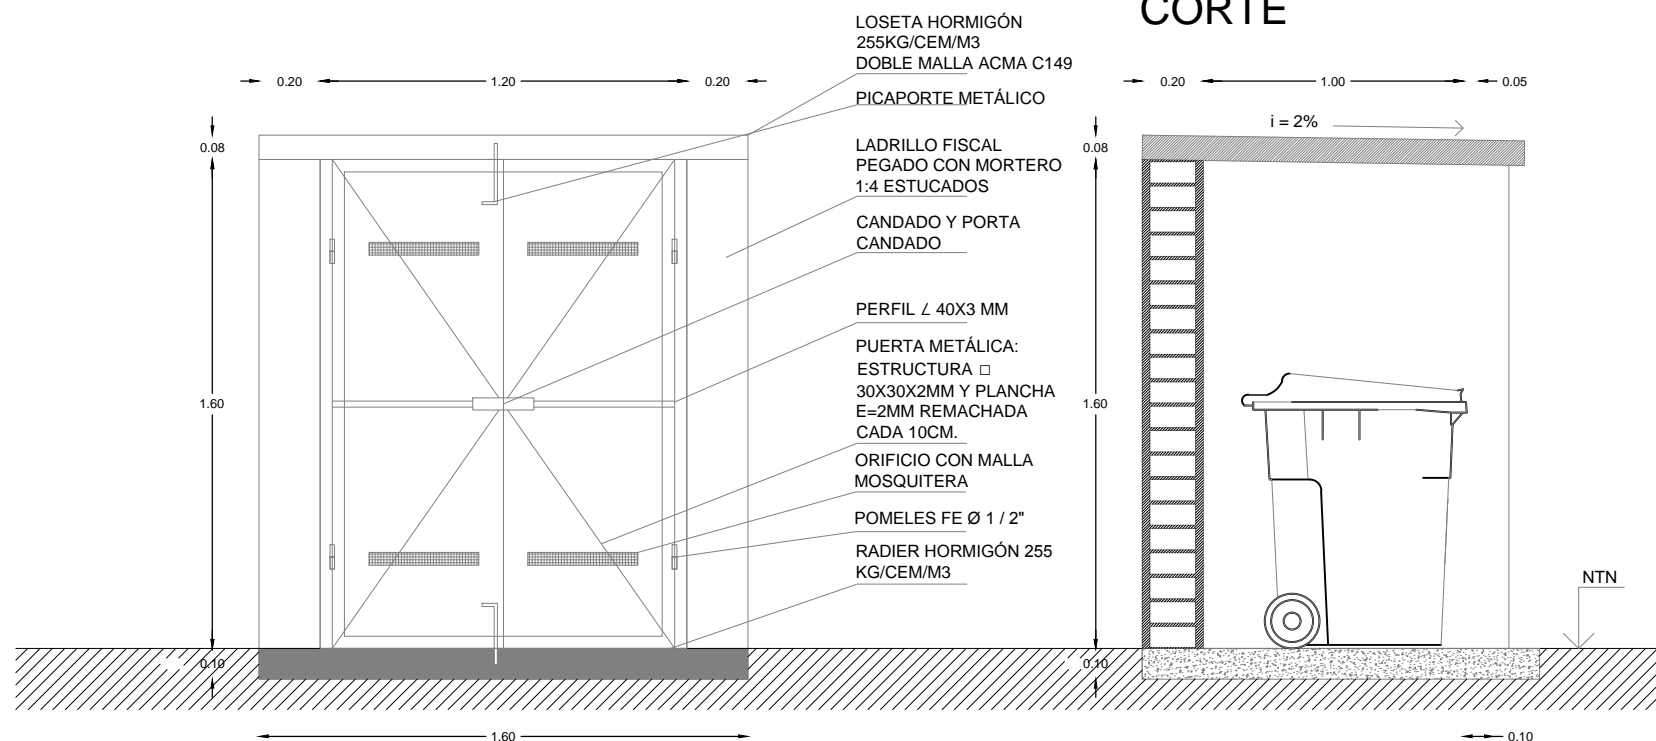 CORTE
LOSETA HORMIGÓN
255KG/CEM/M3
DOBLE MALLA ACMA C149
PICAPORTE METÁLICO
LADRILLO FISCAL
PEGADO CON MORTERO
1:4 ESTUCADOS
CANDADO Y PORTA
CANDADO
PERFIL ∠ 40X3 MM
PUERTA METÁLICA:
ESTRUCTURA □
30X30X2MM Y PLANCHA
E=2MM REMACHADA
CADA 10CM.
ORIFICIO CON MALLA
MOSQUITERA
POMELES FE Ø 1 / 2"
RADIER HORMIGÓN 255
KG/CEM/M3
0.20
1.20
0.20
0.08
1.60
0.10
1.60
0.20
1.00
0.05
i = 2%
0.08
1.60
0.10
NTN
0.10